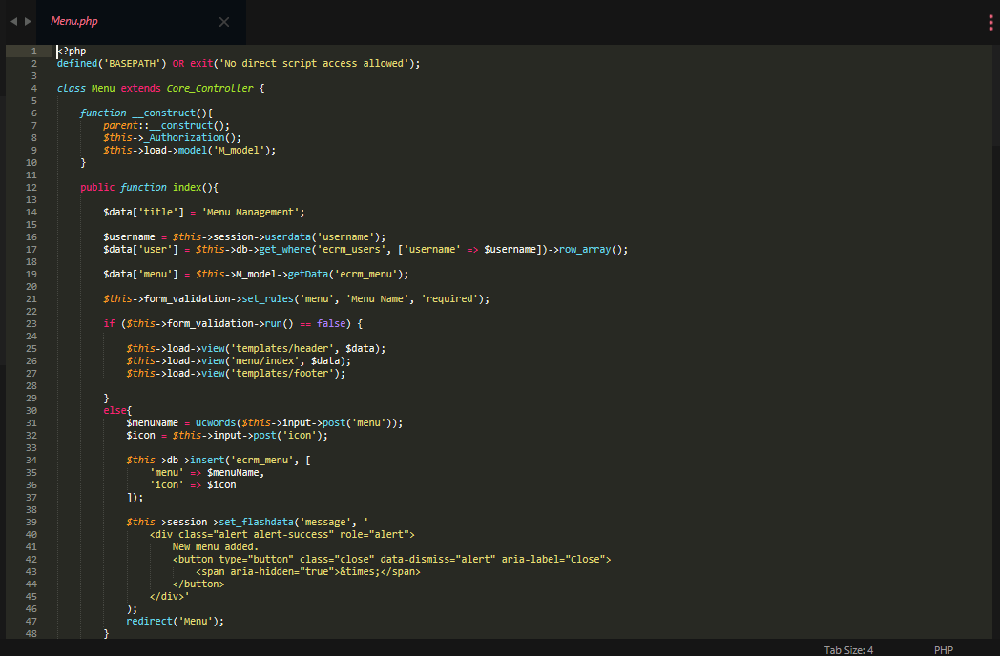 Menu.php
1 <?php
2 defined('BASEPATH') OR exit('No direct script access allowed');
3
4 class Menu extends Core_Controller {
5
6     function __construct(){
7         parent::__construct();
8         $this->_Authorization();
9         $this->load->model('M_model');
10     }
11
12     public function index(){
13
14         $data['title'] = 'Menu Management';
15
16         $username = $this->session->userdata('username');
17         $data['user'] = $this->db->get_where('ecrm_users', ['username' => $username])->row_array();
18
19         $data['menu'] = $this->M_model->getData('ecrm_menu');
20
21         $this->form_validation->set_rules('menu', 'Menu Name', 'required');
22
23         if ($this->form_validation->run() == false) {
24
25             $this->load->view('templates/header', $data);
26             $this->load->view('menu/index', $data);
27             $this->load->view('templates/footer');
28
29         }
30         else{
31             $menuName = ucwords($this->input->post('menu'));
32             $icon = $this->input->post('icon');
33
34             $this->db->insert('ecrm_menu', [
35                 'menu' => $menuName,
36                 'icon' => $icon
37             ]);
38
39             $this->session->set_flashdata('message', '
40                 <div class="alert alert-success" role="alert">
41                     New menu added.
42                     <button type="button" class="close" data-dismiss="alert" aria-label="Close">
43                         <span aria-hidden="true">&times;</span>
44                     </button>
45                 </div>'
46             );
47             redirect('Menu');
48         }
Tab Size: 4 PHP